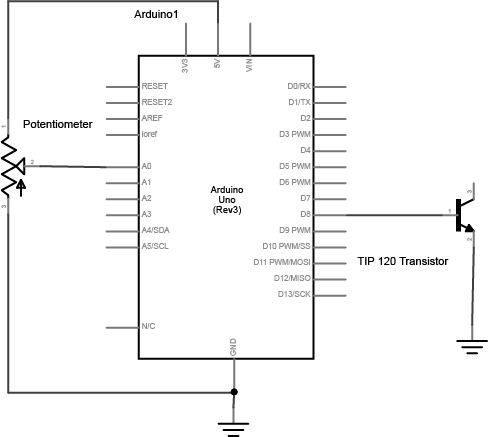 Arduino1
3V3
5V
VIN
RESET
RESET2
AREF
ioref
A0
A1
A2
A3
A4/SDA
A5/SCL
N/C
Arduino
Uno
(Rev3)
D0/RX
D1/TX
D2
D3 PWM
D4
D5 PWM
D6 PWM
D7
D8
D9 PWM
D10 PWM/SS
D11 PWM/MOSI
D12/MISO
D13/SCK
GND
Potentiometer
1
2
3
TIP 120 Transistor
1
2
3